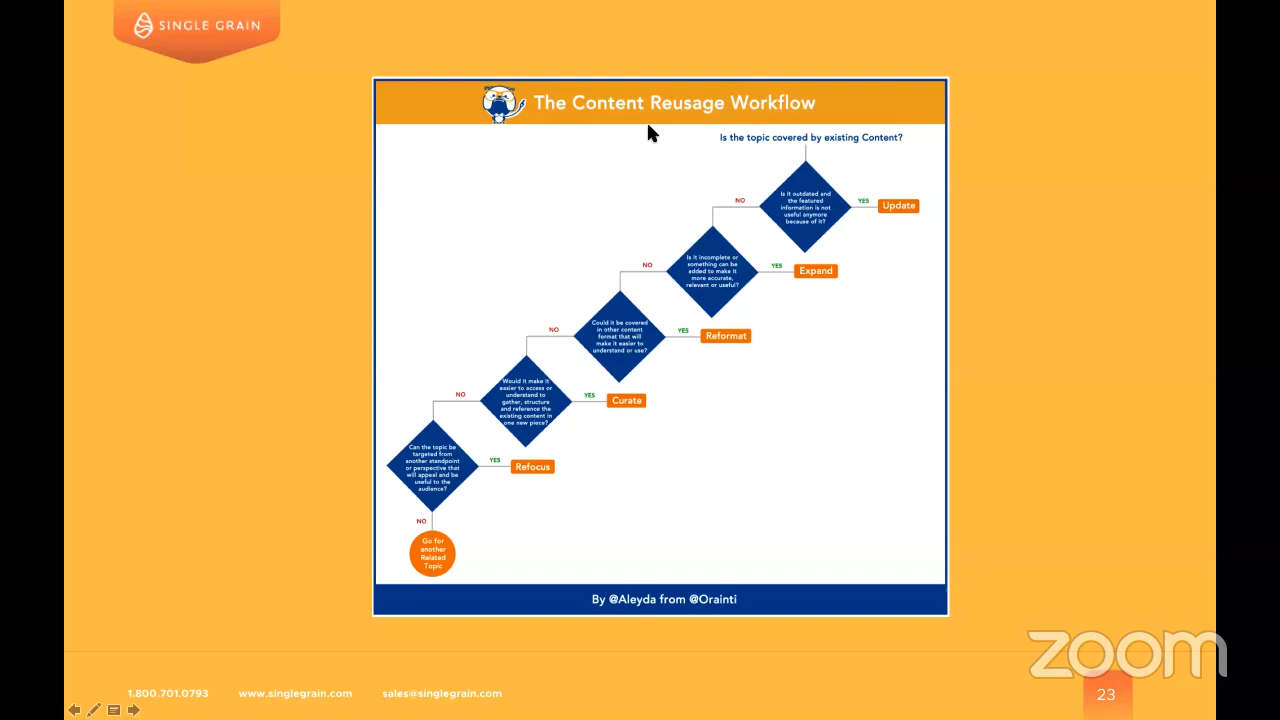 SINGLE GRAIN
The Content Reusage Workflow
Is the topic covered by existing Content?
Is it outdated and
the featured
information is not
useful anymore
because of it?
NO
YES
Update
Is it incomplete or
something can be
added to make it
more accurate,
relevant or useful?
NO
YES
Expand
Could it be covered
in other content
format that will
make it easier to
understand or use?
NO
YES
Reformat
Would it make it
easier to access or
understand to
gather, structure
and reference the
existing content in
one new piece?
NO
YES
Curate
Can the topic be
targeted from
another standpoint
or perspective that
will appeal and be
useful to the
audience?
YES
Refocus
NO
Go for
another
Related
Topic
By @Aleyda from @Orainti
zoom
1.800.701.0793
www.singlegrain.com
sales@singlegrain.com
23